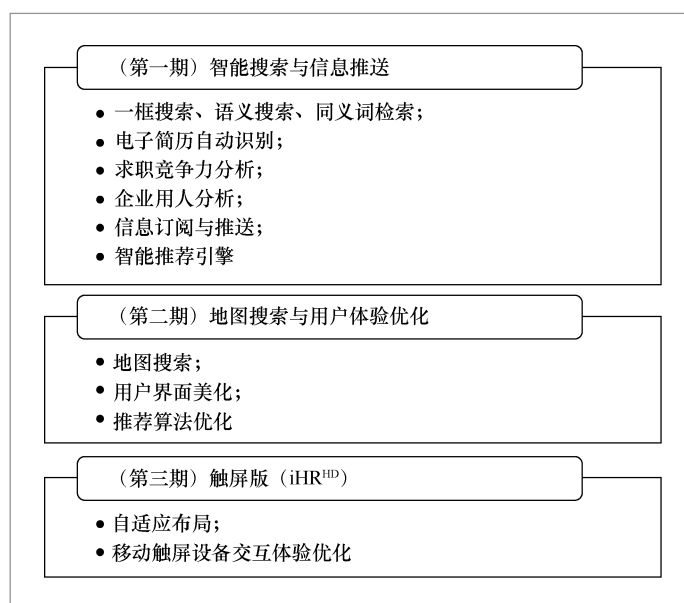 （第一期）智能搜索与信息推送
● 一框搜索、语义搜索、同义词检索；
● 电子简历自动识别；
● 求职竞争力分析；
● 企业用人分析；
● 信息订阅与推送；
● 智能推荐引擎
（第二期）地图搜索与用户体验优化
● 地图搜索；
● 用户界面美化；
● 推荐算法优化
（第三期）触屏版（iHRᴴᴰ）
● 自适应布局；
● 移动触屏设备交互体验优化